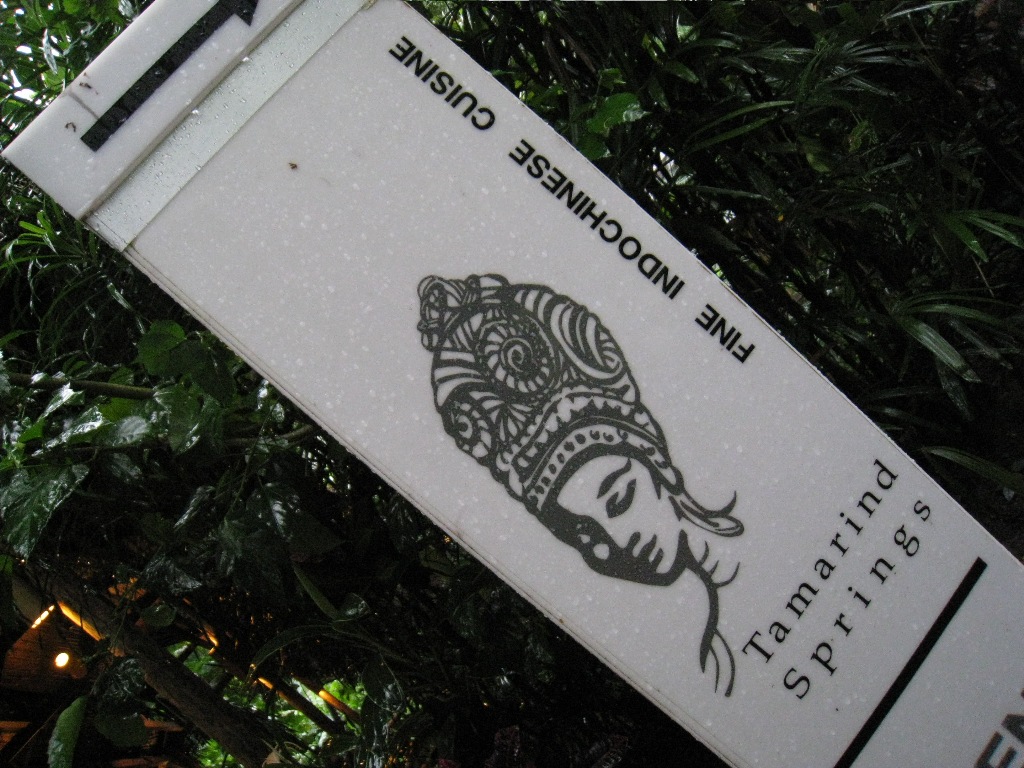 FINE INDOCHINESE CUISINE
Tamarind
Springs